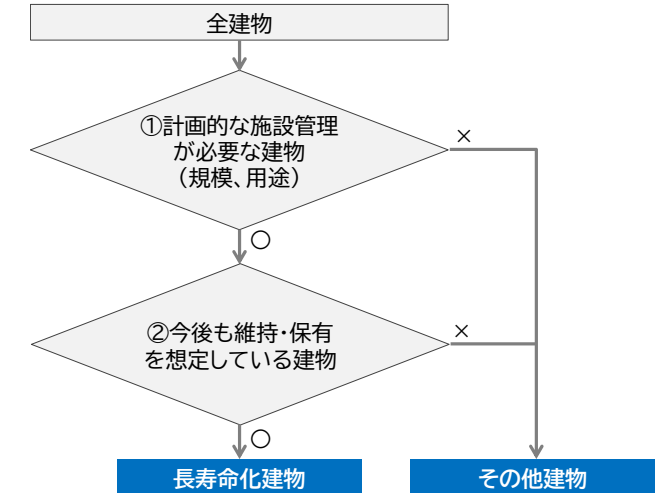 全建物
①計画的な施設管理
が必要な建物
（規模、用途）
×
○
②今後も維持・保有
を想定している建物
×
○
長寿命化建物
その他建物